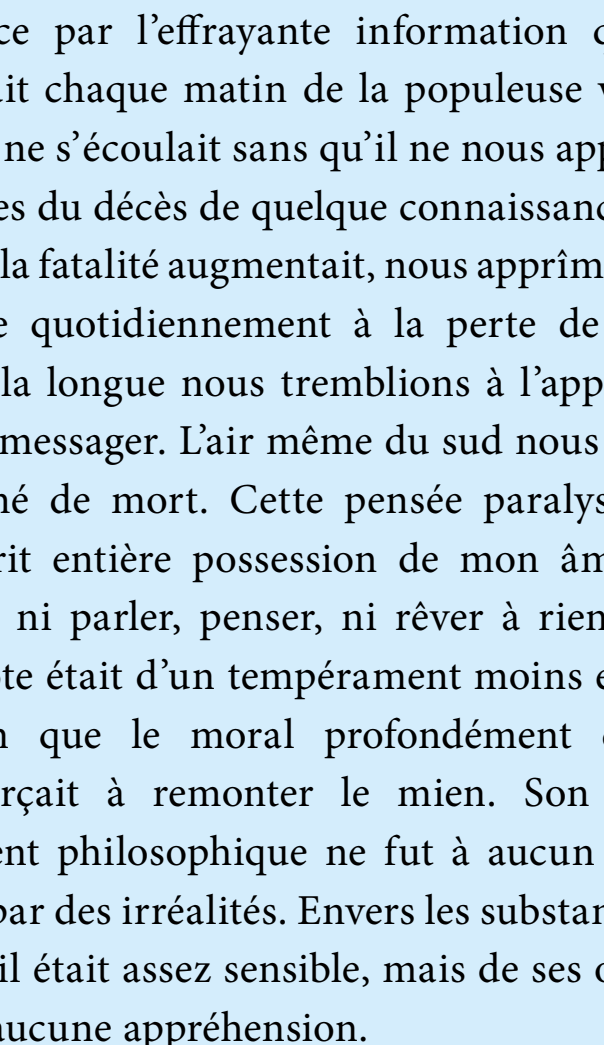 ce par l’effrayante information
it chaque matin de la populeuse
ne s’écoulait sans qu’il ne nous app
es du décès de quelque connaissanc
la fatalité augmentait, nous apprîm
e quotidiennement à la perte de
la longue nous tremblions à l’app
messager. L’air même du sud nous
né de mort. Cette pensée paralys
rit entière possession de mon âm
ni parler, penser, ni rêver à rien
te était d’un tempérament moins e
que le moral profondément
rçait à remonter le mien. Son
ent philosophique ne fut à aucun
par des irréalités. Envers les substan
il était assez sensible, mais de ses o
aucune appréhension.